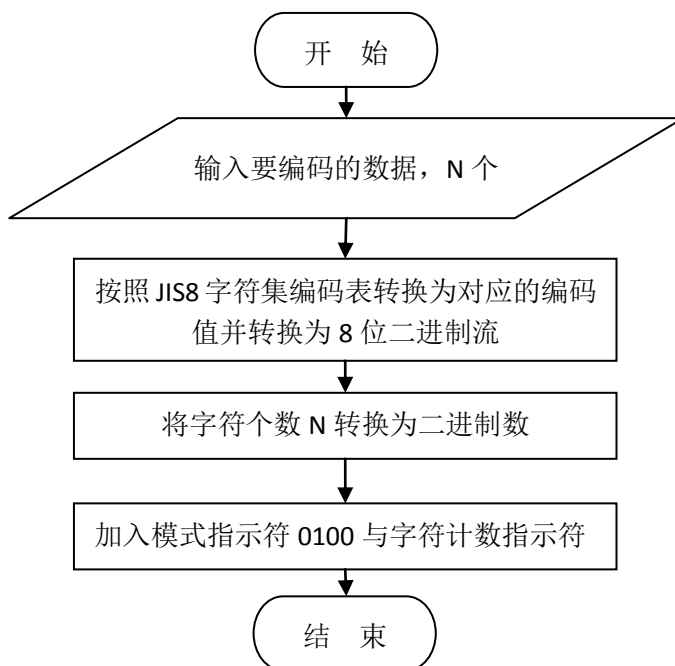 开 始
输入要编码的数据，N 个
按照 JIS8 字符集编码表转换为对应的编码
值并转换为 8 位二进制流
将字符个数 N 转换为二进制数
加入模式指示符 0100 与字符计数指示符
结 束